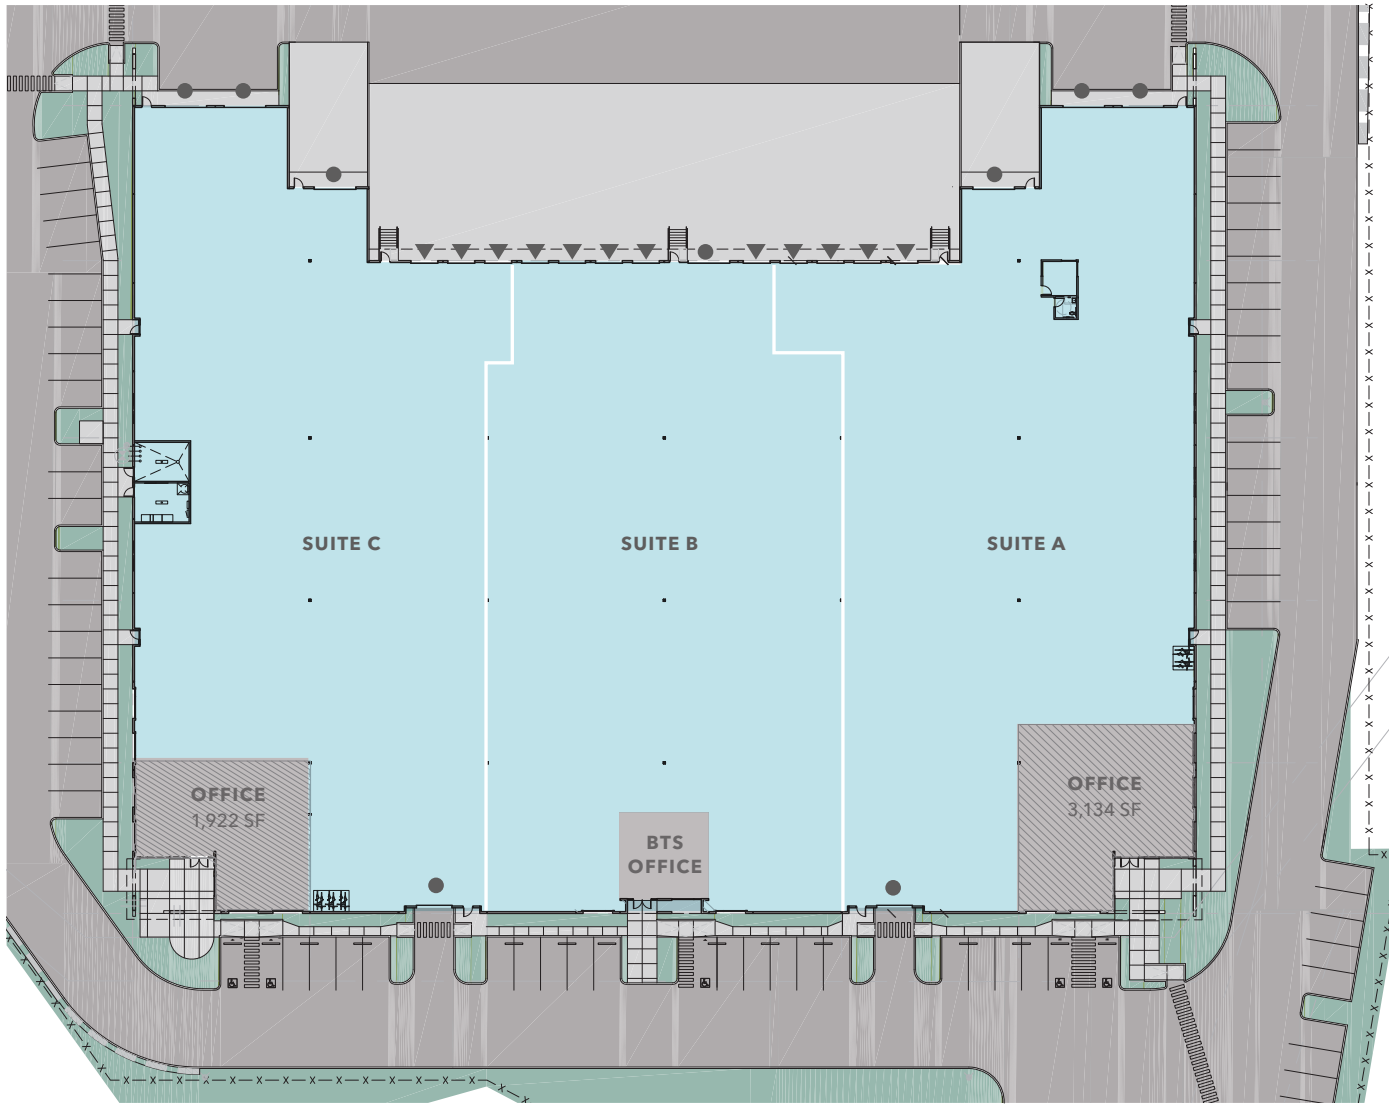 SUITE C
SUITE B
SUITE A
OFFICE
1,922 SF
OFFICE
3,134 SF
BTS
OFFICE